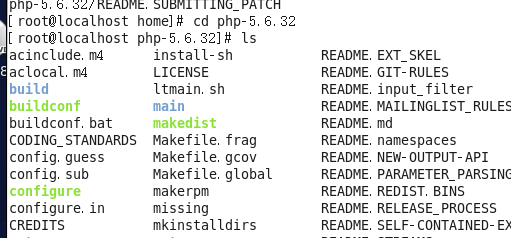 php-5.6.32/README.SUBMITTING_PATCH
[root@localhost home]# cd php-5.6.32
[root@localhost php-5.6.32]# ls
acinclude.m4 install-sh README.EXT_SKEL
aclocal.m4 LICENSE README.GIT-RULES
build ltmain.sh README.input_filter
buildconf main README.MAILINGLIST_RULES
buildconf.bat makedist README.md
CODING_STANDARDS Makefile.frag README.namespaces
config.guess Makefile.gcov README.NEW-OUTPUT-API
config.sub Makefile.global README.PARAMETER_PARSING
configure makerpm README.REDIST.BINS
configure.in missing README.RELEASE_PROCESS
CREDITS mkinstalldirs README.SELF-CONTAINED-EX